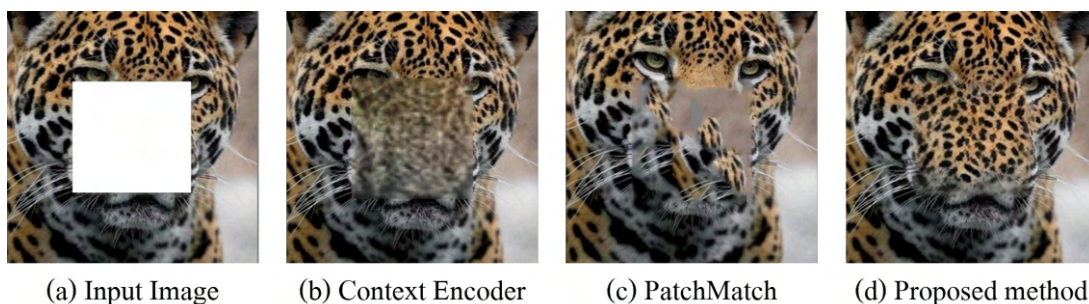 (a) Input Image
(b) Context Encoder
(c) PatchMatch
(d) Proposed method